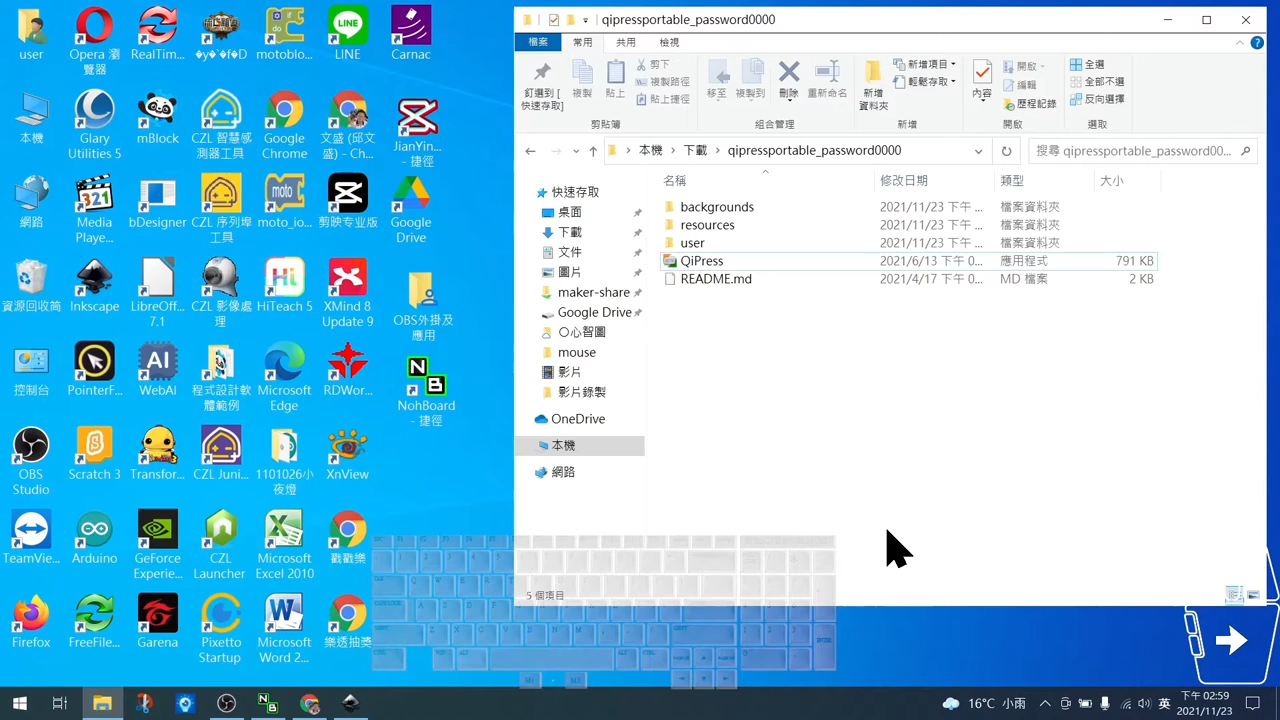 user
Opera 瀏
覽器
RealTim...
�y�`�f�D
motoblo...
LINE
Carnac
本機
Glary
Utilities 5
mBlock
CZL 智慧感
測器工具
Google
Chrome
文盛 (邱文
盛) - Ch...
JianYin...
- 捷徑
網路
Media
Playe...
bDesigner
CZL 序列埠
工具
moto_io...
剪映专业版
Google
Drive
資源回收筒
Inkscape
LibreOff...
7.1
CZL 影像處
理
HiTeach 5
XMind 8
Update 9
OBS外掛及
應用
控制台
PointerF...
WebAI
程式設計軟
體範例
Microsoft
Edge
RDWor...
NohBoard
- 捷徑
OBS
Studio
Scratch 3
Transfor...
CZL Juni...
1101026小
夜燈
XnView
TeamVie...
Arduino
GeForce
Experie...
CZL
Launcher
Microsoft
Excel 2010
戳戳樂
Firefox
FreeFile...
Garena
Pixetto
Startup
Microsoft
Word 2...
樂透抽獎
qipressportable_password0000
檔案 常用 共用 檢視
釘選到 [
快速存取]
複製
貼上
剪下
複製路徑
貼上捷徑
剪貼簿
移至
複製到
刪除
重新命名
組合管理
新增
資料夾
新增項目
輕鬆存取
新增
內容
開啟
編輯
歷程記錄
開啟
全選
全部不選
反向選擇
選取
本機 › 下載 › qipressportable_password0000
搜尋 qipressportable_password00...
快速存取
桌面
下載
文件
圖片
maker-share
Google Drive
〇心智圖
mouse
影片
影片錄製
OneDrive
本機
網路
名稱 修改日期 類型 大小
backgrounds 2021/11/23 下午 ... 檔案資料夾
resources 2021/11/23 下午 ... 檔案資料夾
user 2021/11/23 下午 ... 檔案資料夾
QiPress 2021/6/13 下午 0... 應用程式 791 KB
README.md 2021/4/17 下午 0... MD 檔案 2 KB
5 個項目
16°C 小雨
英
下午 02:59
2021/11/23